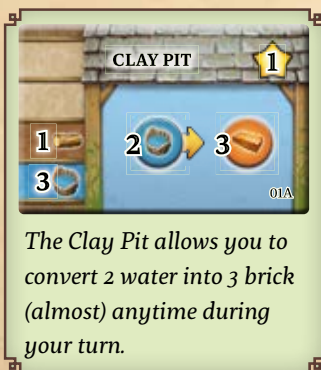 CLAY PIT
1
1
2
3
3
01A
The Clay Pit allows you to
convert 2 water into 3 brick
(almost) anytime during
your turn.